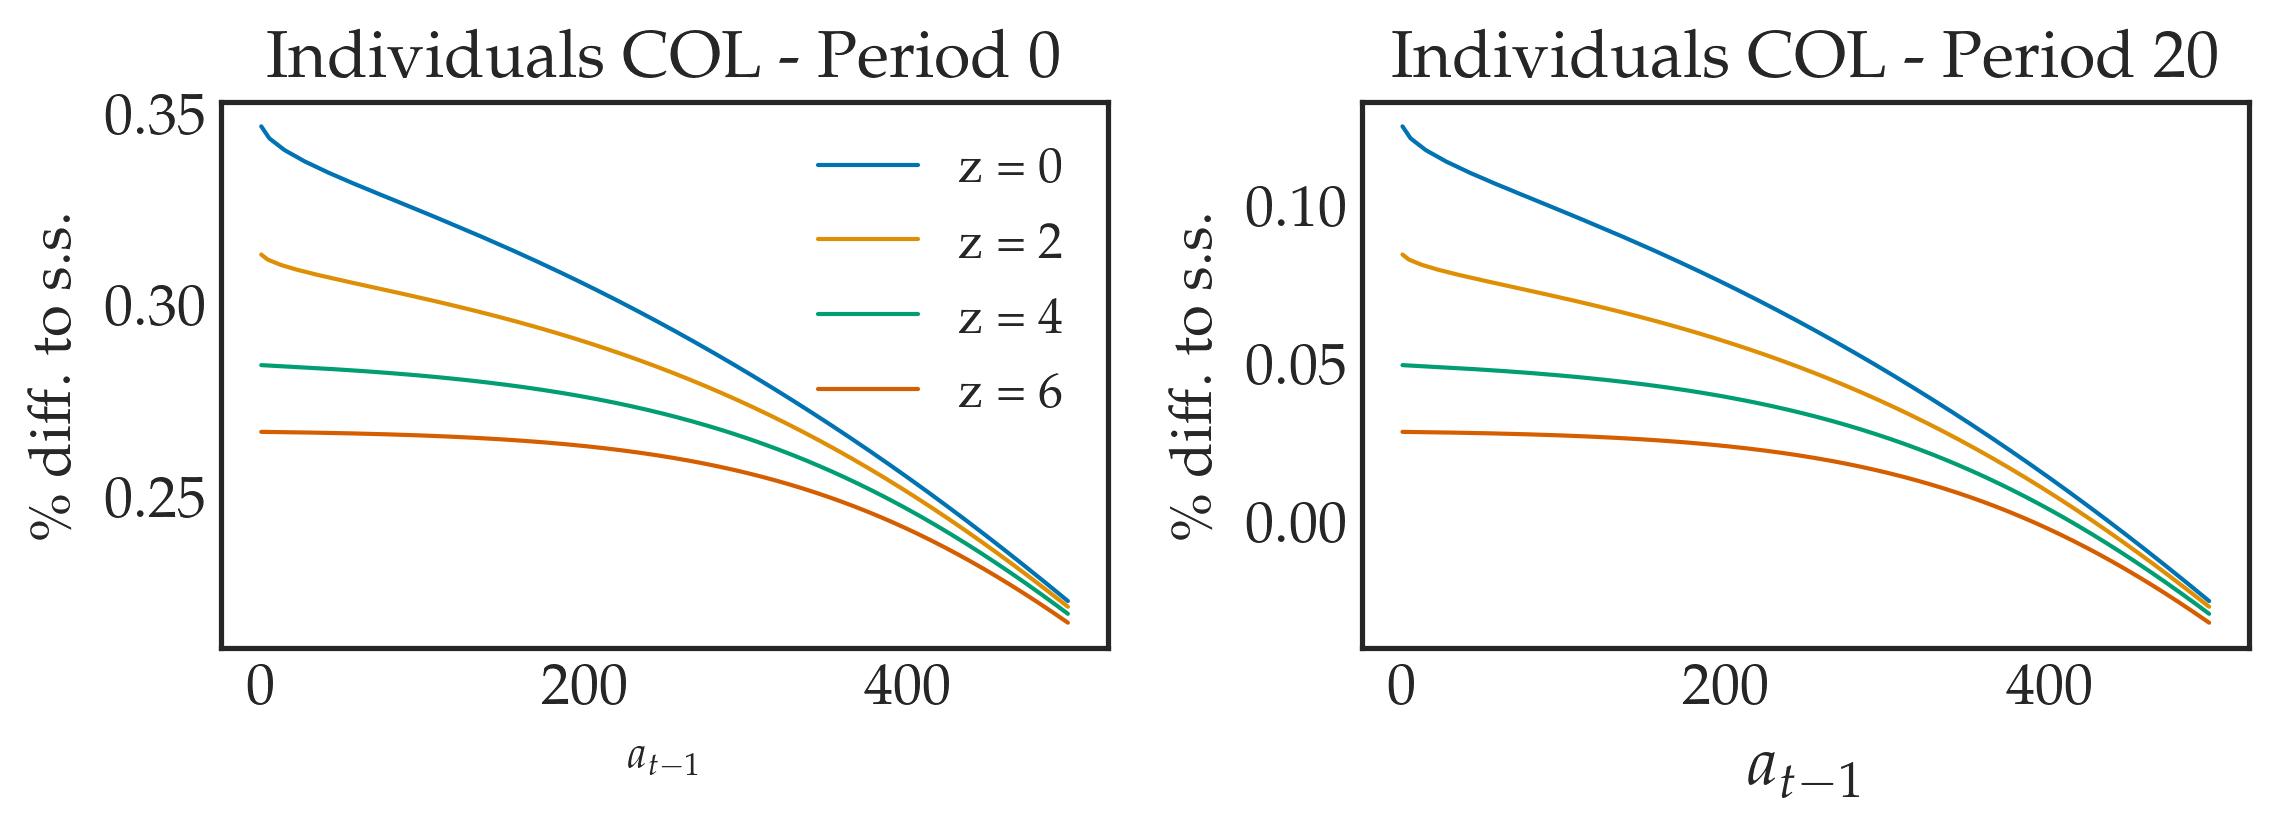 Individuals COL - Period 0
0.35
0.30
0.25
% diff. to s.s.
z = 0
z = 2
z = 4
z = 6
0 200 400
a_{t−1}
Individuals COL - Period 20
0.10
0.05
0.00
% diff. to s.s.
0 200 400
a_{t−1}